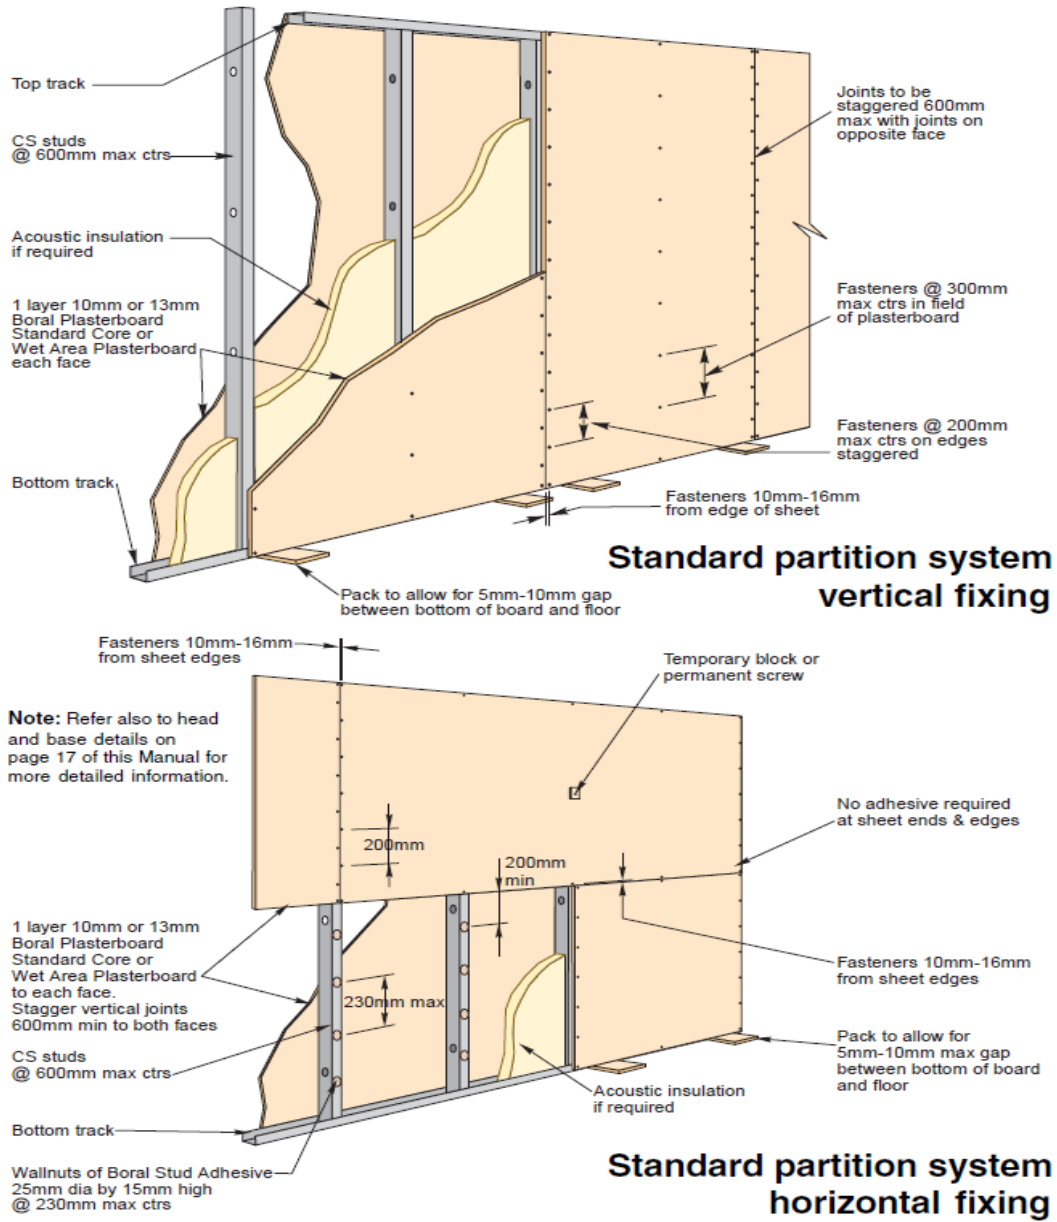 Top track
CS studs
@ 600mm max ctrs
Acoustic insulation
if required
1 layer 10mm or 13mm
Boral Plasterboard
Standard Core or
Wet Area Plasterboard
each face
Bottom track
Joints to be
staggered 600mm
max with joints on
opposite face
Fasteners @ 300mm
max ctrs in field
of plasterboard
Fasteners @ 200mm
max ctrs on edges
staggered
Fasteners 10mm-16mm
from edge of sheet
Pack to allow for 5mm-10mm gap
between bottom of board and floor
Standard partition system
vertical fixing
Fasteners 10mm-16mm
from sheet edges
Temporary block or
permanent screw
Note: Refer also to head
and base details on
page 17 of this Manual for
more detailed information.
No adhesive required
at sheet ends & edges
200mm
200mm
min
1 layer 10mm or 13mm
Boral Plasterboard
Standard Core or
Wet Area Plasterboard
to each face.
Stagger vertical joints
600mm min to both faces
230mm max
Fasteners 10mm-16mm
from sheet edges
CS studs
@ 600mm max ctrs
Pack to allow for
5mm-10mm max gap
between bottom of board
and floor
Acoustic insulation
if required
Bottom track
Wallnuts of Boral Stud Adhesive
25mm dia by 15mm high
@ 230mm max ctrs
Standard partition system
horizontal fixing